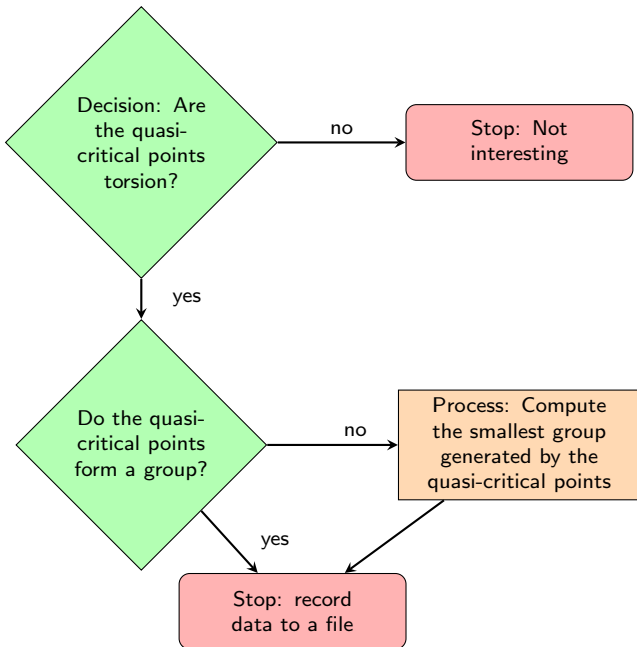 Decision: Are
the quasi-
critical points
torsion?
no
Stop: Not
interesting
yes
Do the quasi-
critical points
form a group?
no
Process: Compute
the smallest group
generated by the
quasi-critical points
yes
Stop: record
data to a file